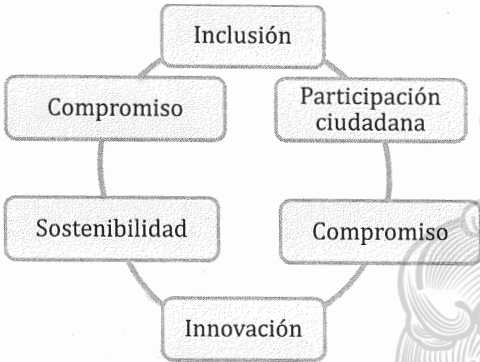 Inclusión
Compromiso
Participación
ciudadana
Sostenibilidad
Compromiso
Innovación